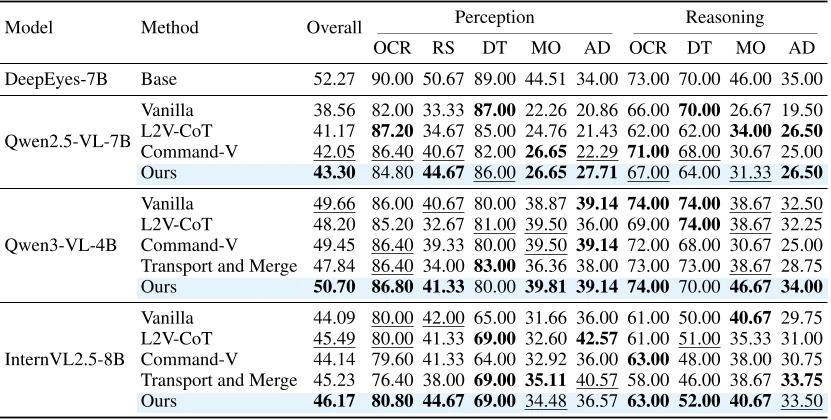 Model Method Overall Perception Reasoning
OCR RS DT MO AD OCR DT MO AD
DeepEyes-7B Base 52.27 90.00 50.67 89.00 44.51 34.00 73.00 70.00 46.00 35.00
Qwen2.5-VL-7B
Vanilla 38.56 82.00 33.33 87.00 22.26 20.86 66.00 70.00 26.67 19.50
L2V-CoT 41.17 87.20 34.67 85.00 24.76 21.43 62.00 62.00 34.00 26.50
Command-V 42.05 86.40 40.67 82.00 26.65 22.29 71.00 68.00 30.67 25.00
Ours 43.30 84.80 44.67 86.00 26.65 27.71 67.00 64.00 31.33 26.50
Qwen3-VL-4B
Vanilla 49.66 86.00 40.67 80.00 38.87 39.14 74.00 74.00 38.67 32.50
L2V-CoT 48.20 85.20 32.67 81.00 39.50 36.00 69.00 74.00 38.67 32.25
Command-V 49.45 86.40 39.33 80.00 39.50 39.14 72.00 68.00 30.67 25.00
Transport and Merge 47.84 86.40 34.00 83.00 36.36 38.00 73.00 73.00 38.67 28.75
Ours 50.70 86.80 41.33 80.00 39.81 39.14 74.00 70.00 46.67 34.00
InternVL2.5-8B
Vanilla 44.09 80.00 42.00 65.00 31.66 36.00 61.00 50.00 40.67 29.75
L2V-CoT 45.49 80.00 41.33 69.00 32.60 42.57 61.00 51.00 35.33 31.00
Command-V 44.14 79.60 41.33 64.00 32.92 36.00 63.00 48.00 38.00 30.75
Transport and Merge 45.23 76.40 38.00 69.00 35.11 40.57 58.00 46.00 38.67 33.75
Ours 46.17 80.80 44.67 69.00 34.48 36.57 63.00 52.00 40.67 33.50